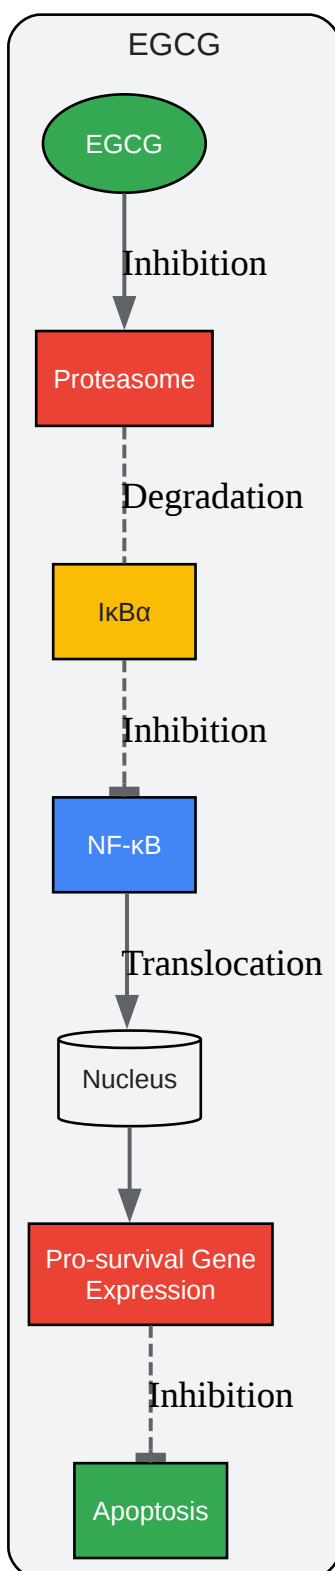 EGCG
EGCG
Inhibition
Proteasome
Degradation
IκBα
Inhibition
NF-κB
Translocation
Nucleus
Pro-survival Gene
Expression
Inhibition
Apoptosis